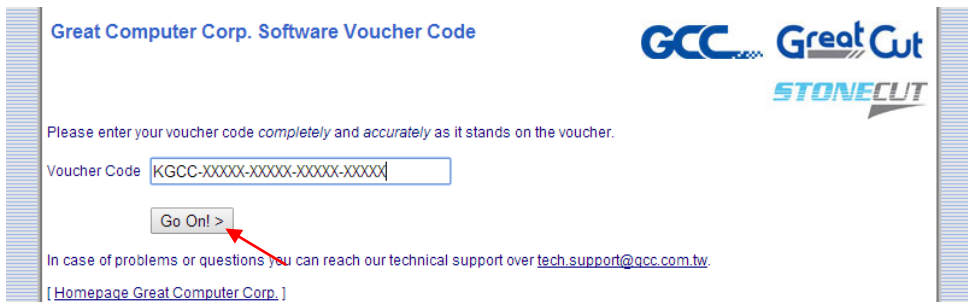 Great Computer Corp. Software Voucher Code
GCC
GreatCut
STONECUT
Please enter your voucher code completely and accurately as it stands on the voucher.
Voucher Code KGCC-XXXXX-XXXXX-XXXXX-XXXXX
Go On! >
In case of problems or questions you can reach our technical support over tech.support@gcc.com.tw.
[ Homepage Great Computer Corp. ]